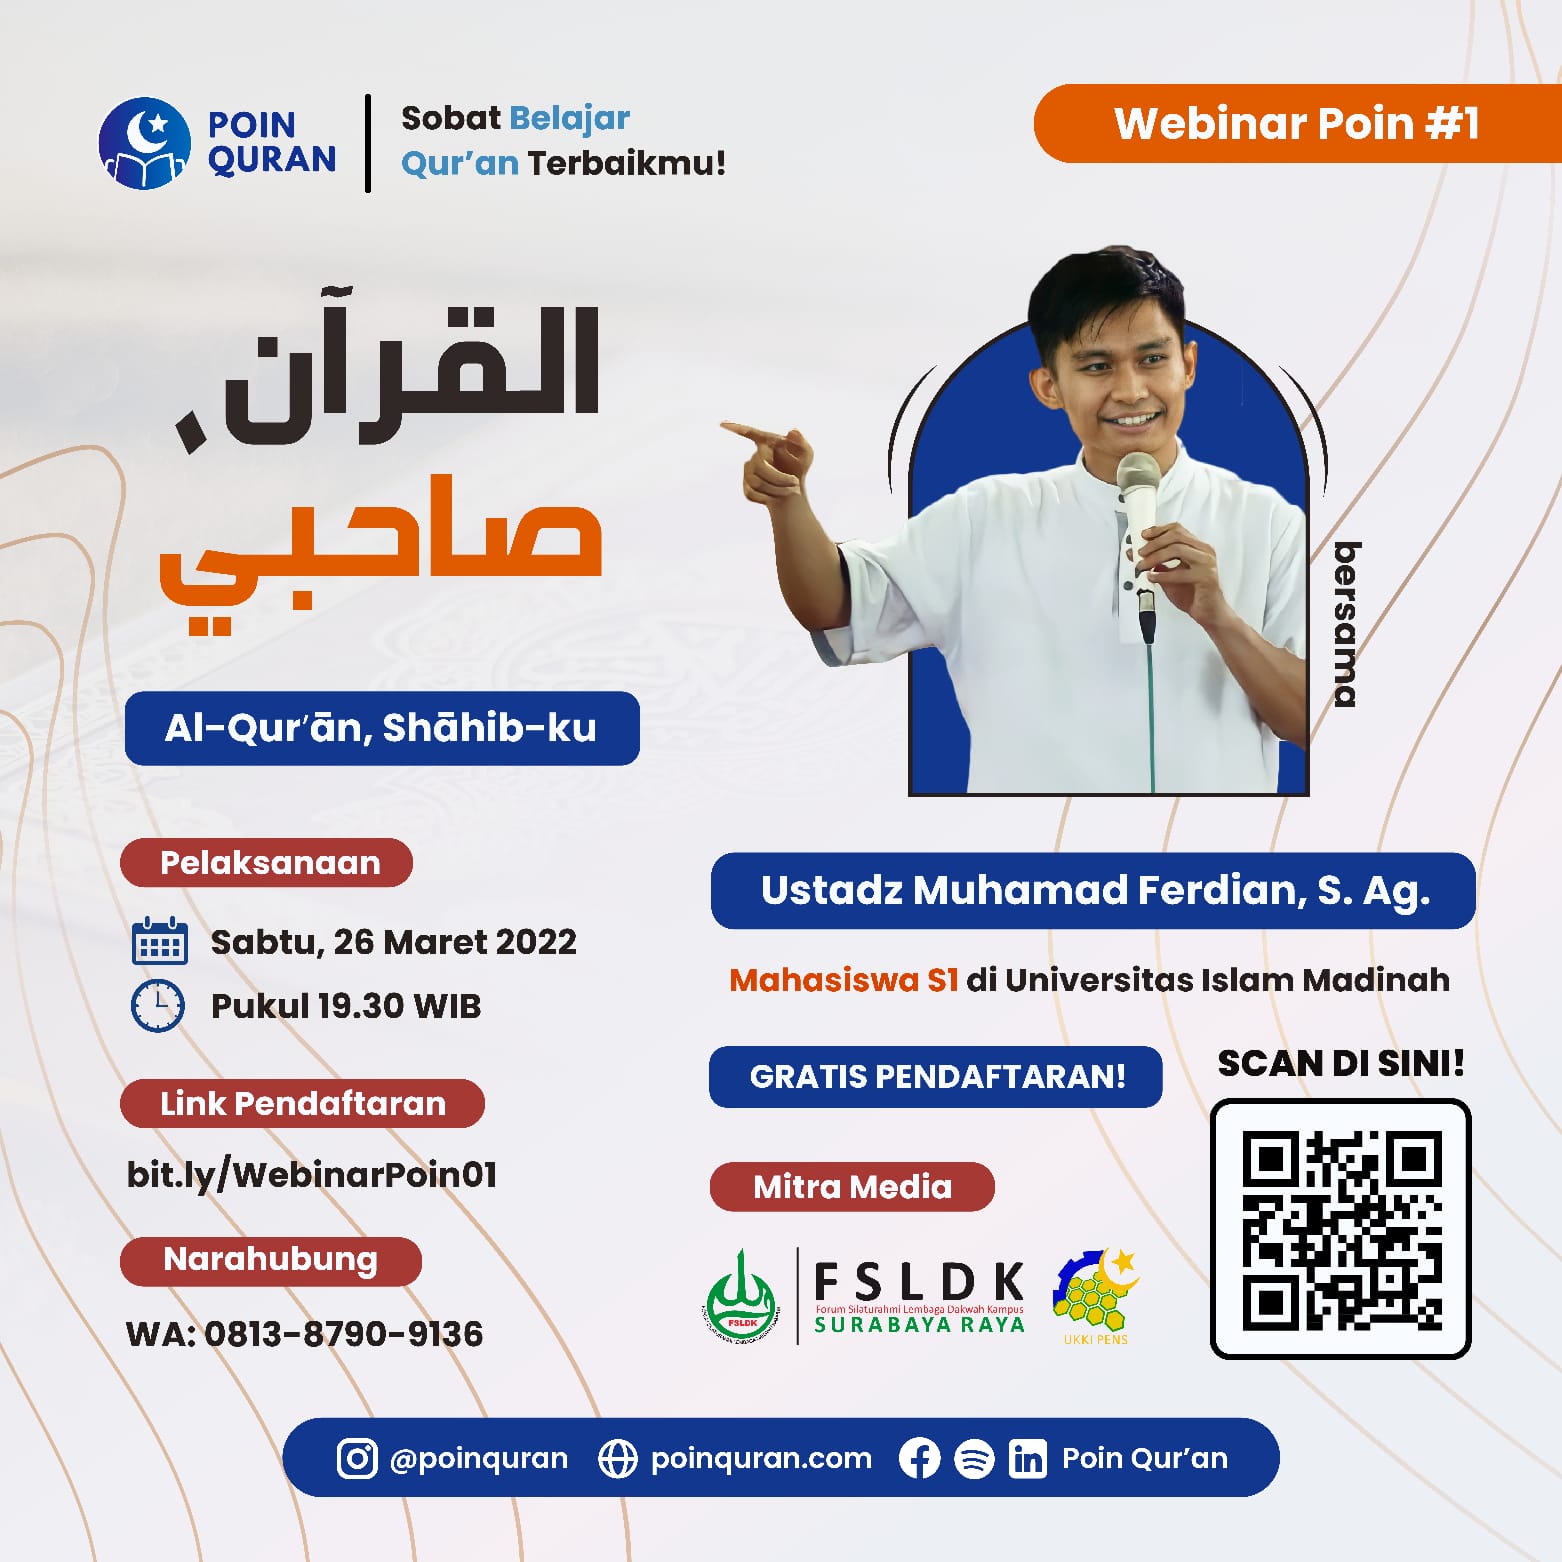 POIN
QURAN
Sobat Belajar
Qur’an Terbaikmu!
Webinar Poin #1
القرآن,
صاحبي
Al-Qur’ān, Shāhib-ku
bersama
Pelaksanaan
Sabtu, 26 Maret 2022
Pukul 19.30 WIB
Link Pendaftaran
bit.ly/WebinarPoin01
Narahubung
WA: 0813-8790-9136
Ustadz Muhamad Ferdian, S. Ag.
Mahasiswa S1 di Universitas Islam Madinah
GRATIS PENDAFTARAN!
SCAN DI SINI!
Mitra Media
FSLDK
FSLDK
Forum Silaturahmi Lembaga Dakwah Kampus
SURABAYA RAYA
UKKI PENS
@poinquran
poinquran.com
in
Poin Qur’an